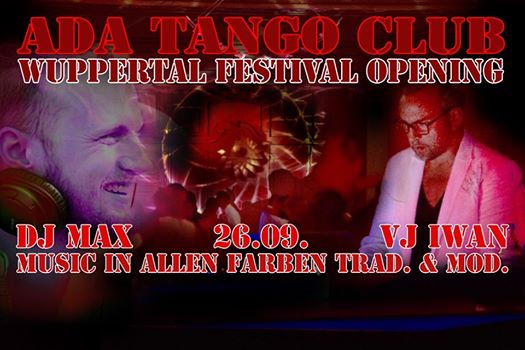 ADA TANGO CLUB
WUPPERTAL FESTIVAL OPENING
DJ MAX 26.09. VJ IWAN
MUSIC IN ALLEN FARBEN TRAD. & MOD.